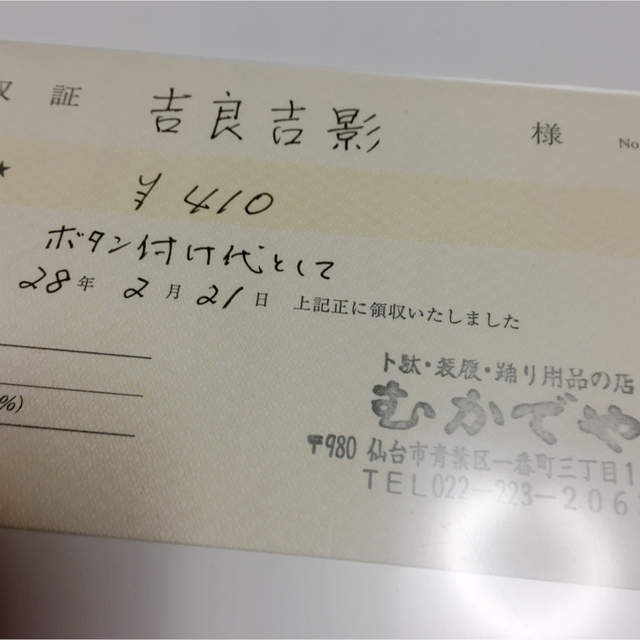 収証 吉良吉影 様 No
★ ¥410
ボタン付け代として
28年 2月 21日 上記正に領収いたしました
%)
下駄・装履・踊り用品の店
むかでや
〒980 仙台市青葉区一番町三丁目1
TEL022-223-206